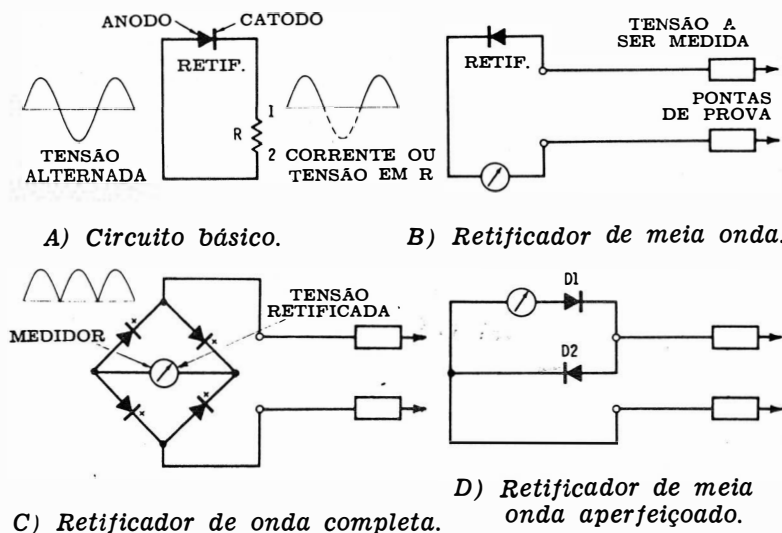 ANODO
CATODO
RETIF.
TENSÃO
ALTERNADA
R
1
2
CORRENTE OU
TENSÃO EM R
A) Circuito básico.
RETIF.
TENSÃO A
SER MEDIDA
PONTAS
DE PROVA
B) Retificador de meia onda.
MEDIDOR
TENSÃO
RETIFICADA
x
x
x
x
C) Retificador de onda completa.
D1
D2
D) Retificador de meia
onda aperfeiçoado.